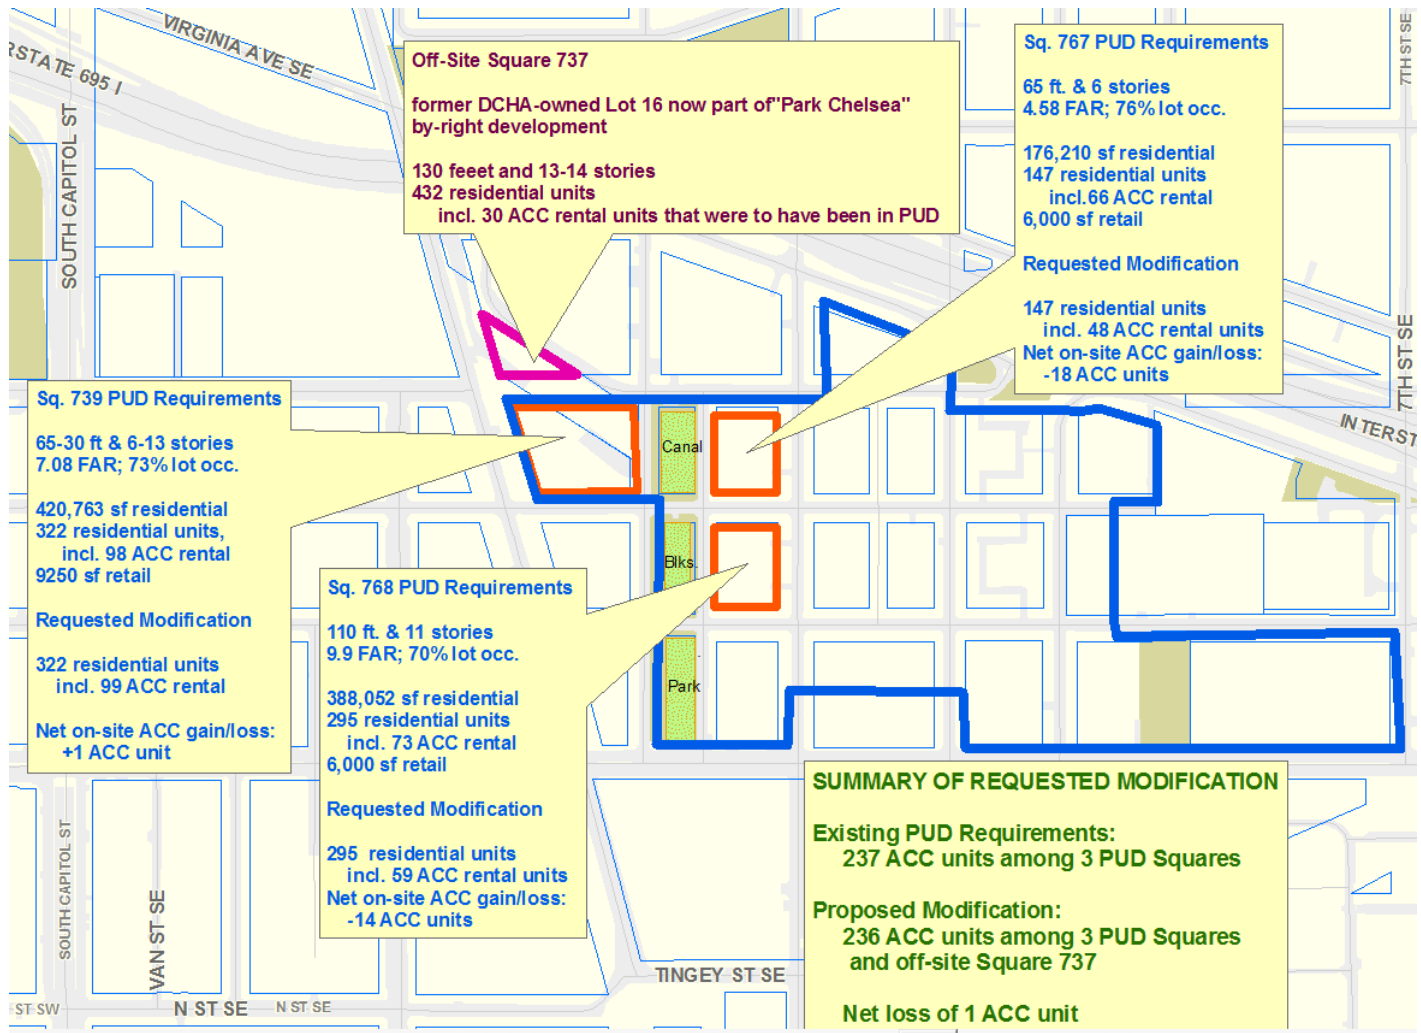 VIRGINIA AVE SE
RSTATE 695 I
SOUTH CAPITOL ST
7TH ST SE
Off-Site Square 737
former DCHA-owned Lot 16 now part of"Park Chelsea"
by-right development
130 feeet and 13-14 stories
432 residential units
incl. 30 ACC rental units that were to have been in PUD
Sq. 767 PUD Requirements
65 ft. & 6 stories
4.58 FAR; 76% lot occ.
176,210 sf residential
147 residential units
incl.66 ACC rental
6,000 sf retail
Requested Modification
147 residential units
incl. 48 ACC rental units
Net on-site ACC gain/loss:
-18 ACC units
7TH ST SE
INTERST
Sq. 739 PUD Requirements
65-30 ft & 6-13 stories
7.08 FAR; 73% lot occ.
420,763 sf residential
322 residential units,
incl. 98 ACC rental
9250 sf retail
Requested Modification
322 residential units
incl. 99 ACC rental
Net on-site ACC gain/loss:
+1 ACC unit
Canal
Blks.
Park
Sq. 768 PUD Requirements
110 ft. & 11 stories
9.9 FAR; 70% lot occ.
388,052 sf residential
295 residential units
incl. 73 ACC rental
6,000 sf retail
Requested Modification
295 residential units
incl. 59 ACC rental units
Net on-site ACC gain/loss:
-14 ACC units
SUMMARY OF REQUESTED MODIFICATION
Existing PUD Requirements:
237 ACC units among 3 PUD Squares
Proposed Modification:
236 ACC units among 3 PUD Squares
and off-site Square 737
Net loss of 1 ACC unit
SOUTH CAPITOL ST
VAN ST SE
TINGEY ST SE
ST SW
N ST SE
N ST SE